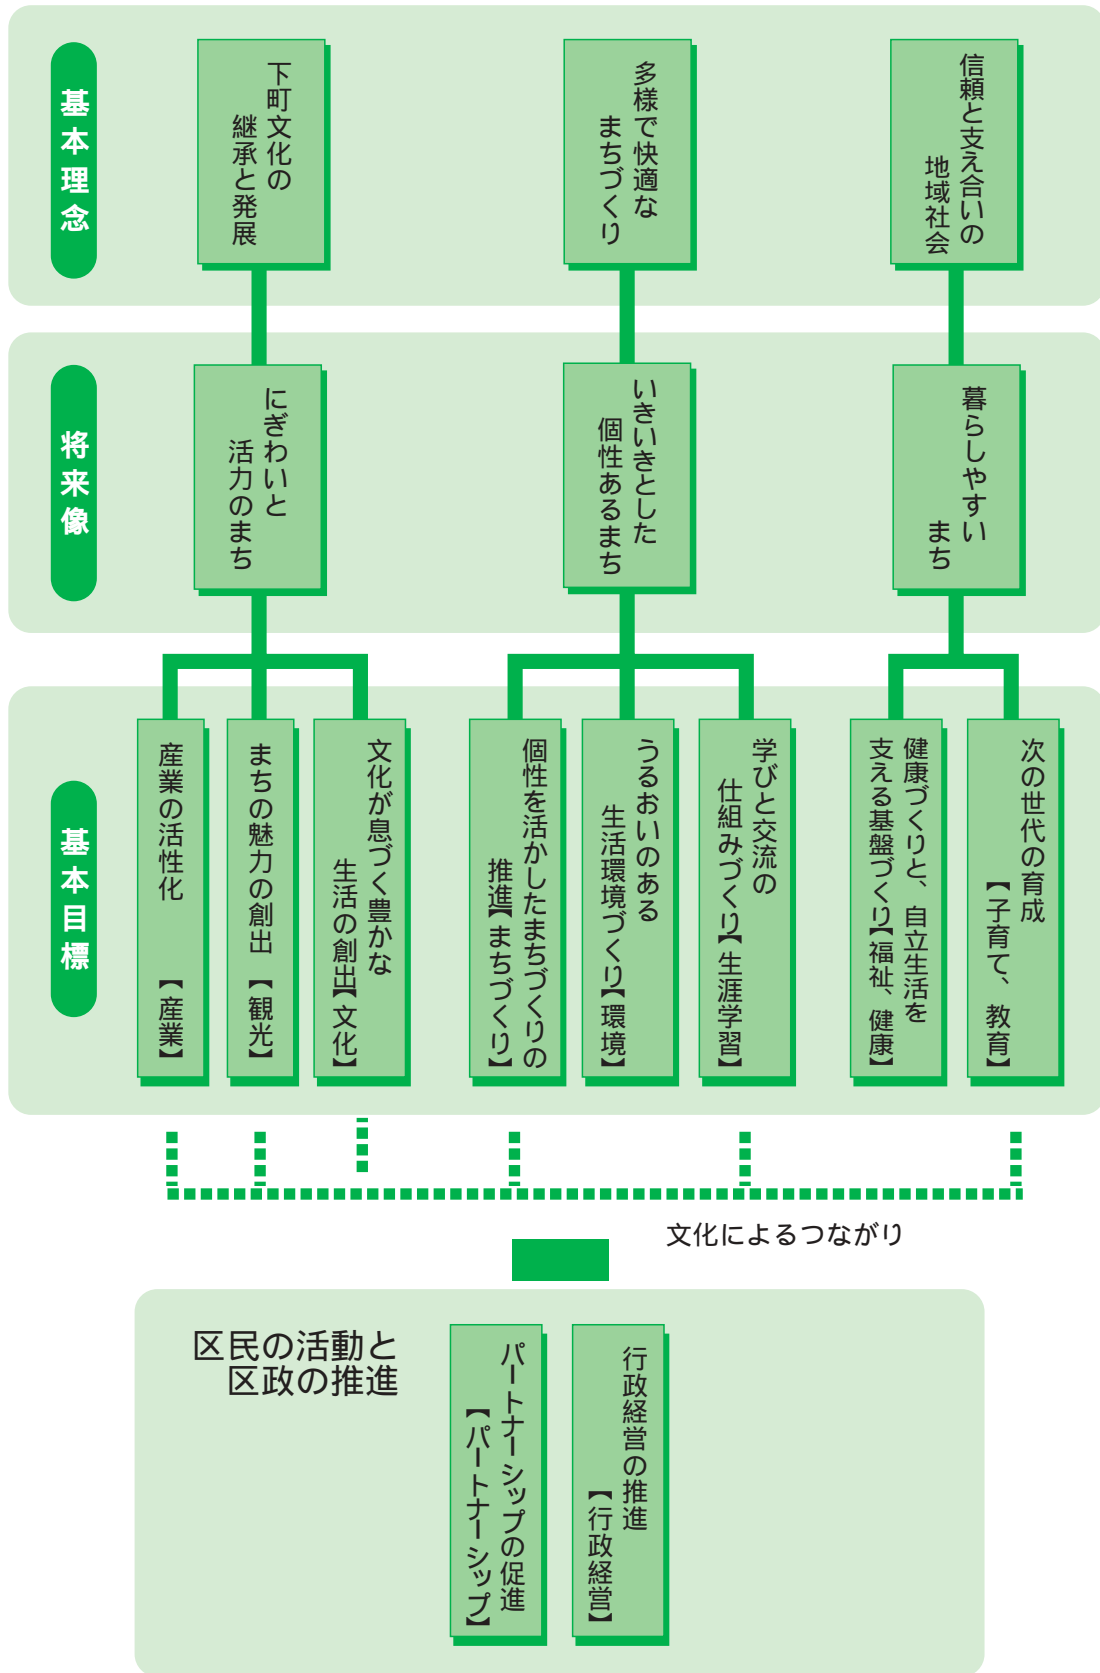 基本理念
信頼と支え合いの
地域社会
多様で快適な
まちづくり
下町文化の
継承と発展
将来像
暮らしやすい
まち
いきいきとした
個性あるまち
にぎわいと
活力のまち
基本目標
次の世代の育成
【子育て、教育】
健康づくりと、自立生活を
支える基盤づくり【福祉、健康】
学びと交流の
仕組みづくり【生涯学習】
うるおいのある
生活環境づくり【環境】
個性を活かしたまちづくりの
推進【まちづくり】
文化が息づく豊かな
生活の創出【文化】
まちの魅力の創出 【観光】
産業の活性化 【産業】
文化によるつながり
区民の活動と
区政の推進
行政経営の推進
【行政経営】
パートナーシップの促進
【パートナーシップ】